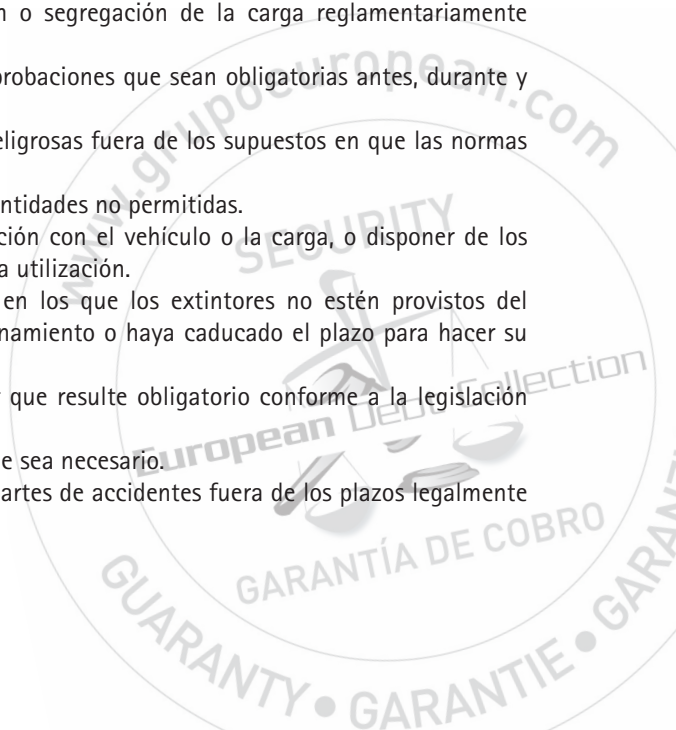 n o segregación de la carga reglamentariamente
probaciones que sean obligatorias antes, durante y
eligrosas fuera de los supuestos en que las normas
ntidades no permitidas.
ción con el vehículo o la carga, o disponer de los
a utilización.
en los que los extintores no estén provistos del
namiento o haya caducado el plazo para hacer su
que resulte obligatorio conforme a la legislación
e sea necesario.
artes de accidentes fuera de los plazos legalmente
www.grupoeuropean.com
SECURITY
European Debt Collection
GARANTÍA DE COBRO
GUARANTY • GARANTIE • GARANTE